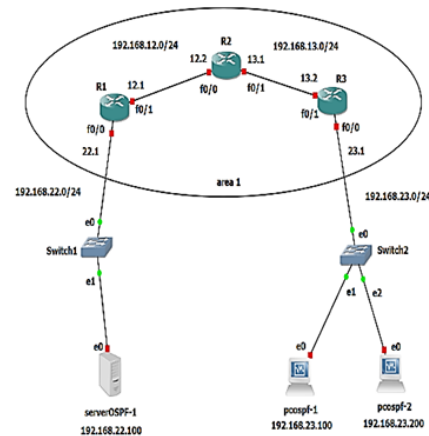 R2
192.168.12.0/24
192.168.13.0/24
12.2
13.1
R1
12.1
f0/0
f0/1
13.2
R3
f0/1
f0/1
f0/0
f0/0
22.1
23.1
192.168.22.0/24
area 1
192.168.23.0/24
e0
e0
Switch1
Switch2
e1
e1
e2
e0
e0
e0
serverOSPF-1
192.168.22.100
pcospf-1
192.168.23.100
pcospf-2
192.168.23.200